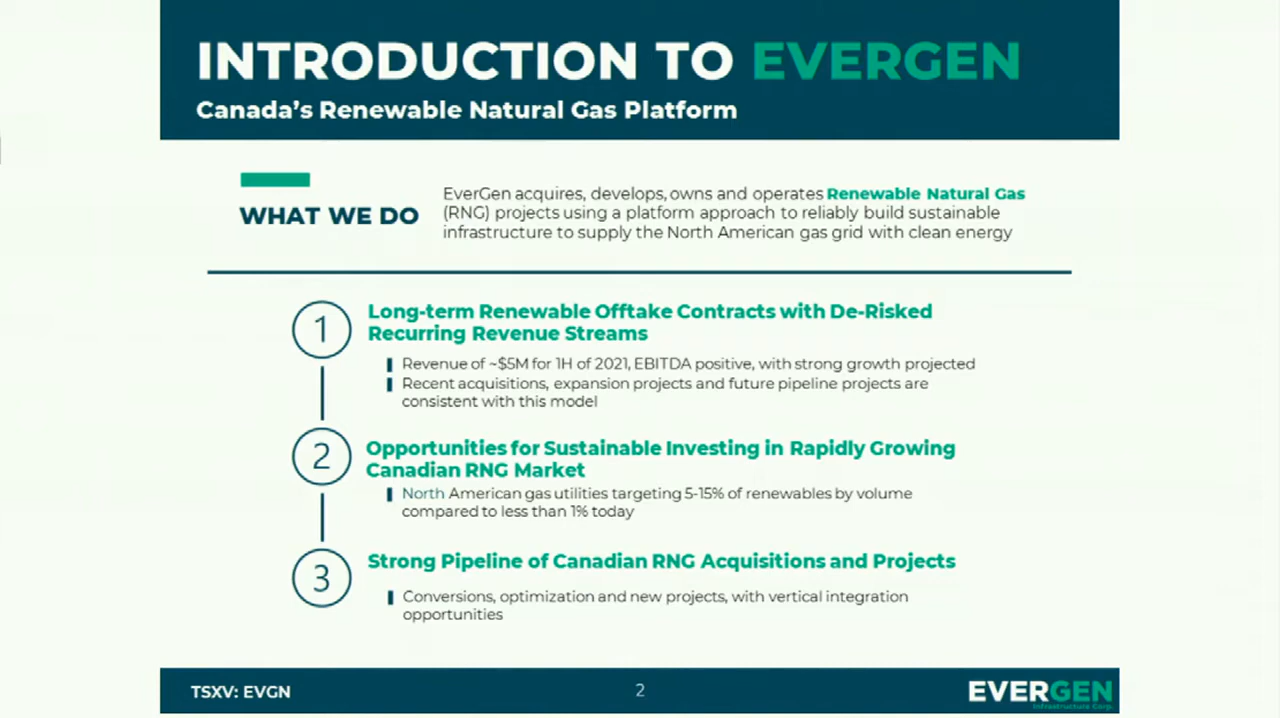 INTRODUCTION TO EVERGEN
Canada's Renewable Natural Gas Platform
WHAT WE DO
EverGen acquires, develops, owns and operates Renewable Natural Gas
(RNG) projects using a platform approach to reliably build sustainable
infrastructure to supply the North American gas grid with clean energy
1
Long-term Renewable Offtake Contracts with De-Risked
Recurring Revenue Streams
Revenue of ~$5M for 1H of 2021, EBITDA positive, with strong growth projected
Recent acquisitions, expansion projects and future pipeline projects are
consistent with this model
2
Opportunities for Sustainable Investing in Rapidly Growing
Canadian RNG Market
North American gas utilities targeting 5-15% of renewables by volume
compared to less than 1% today
3
Strong Pipeline of Canadian RNG Acquisitions and Projects
Conversions, optimization and new projects, with vertical integration
opportunities
TSXV: EVGN
2
EVERGEN
Infrastructure Corp.